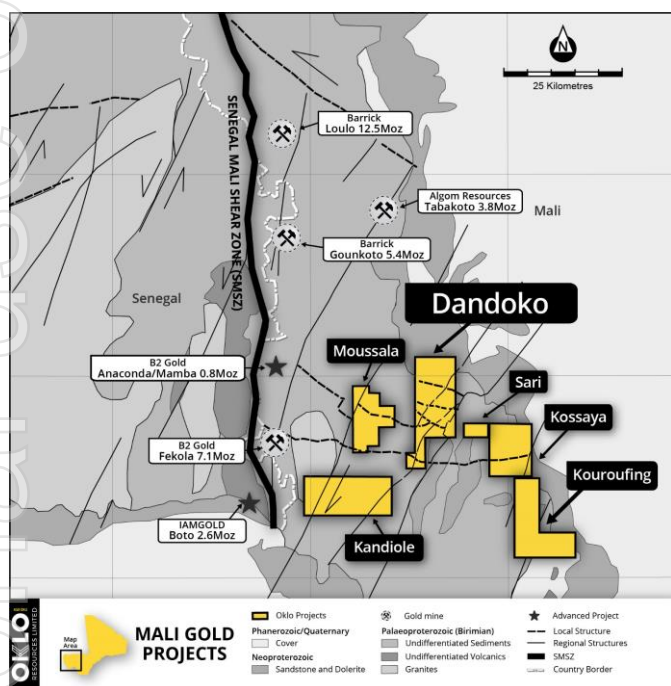 N
25 Kilometres
SENEGAL MALI SHEAR ZONE (SMSZ)
Barrick
Loulo 12.5Moz
Algom Resources
Tabakoto 3.8Moz
Mali
Barrick
Gounkoto 5.4Moz
Senegal
Dandoko
Moussala
B2 Gold
Anaconda/Mamba 0.8Moz
Sari
Kossaya
B2 Gold
Fekola 7.1Moz
Kouroufing
IAMGOLD
Boto 2.6Moz
Kandiole
OKLO
RESOURCES LIMITED
Map
Area
MALI GOLD
PROJECTS
Oklo Projects
Phanerozoic/Quaternary
Cover
Neoproterozoic
Sandstone and Dolerite
Gold mine
Palaeoproterozoic (Birimian)
Undifferentiated Sediments
Undifferentiated Volcanics
Granites
Advanced Project
Local Structure
Regional Structures
SMSZ
Country Border